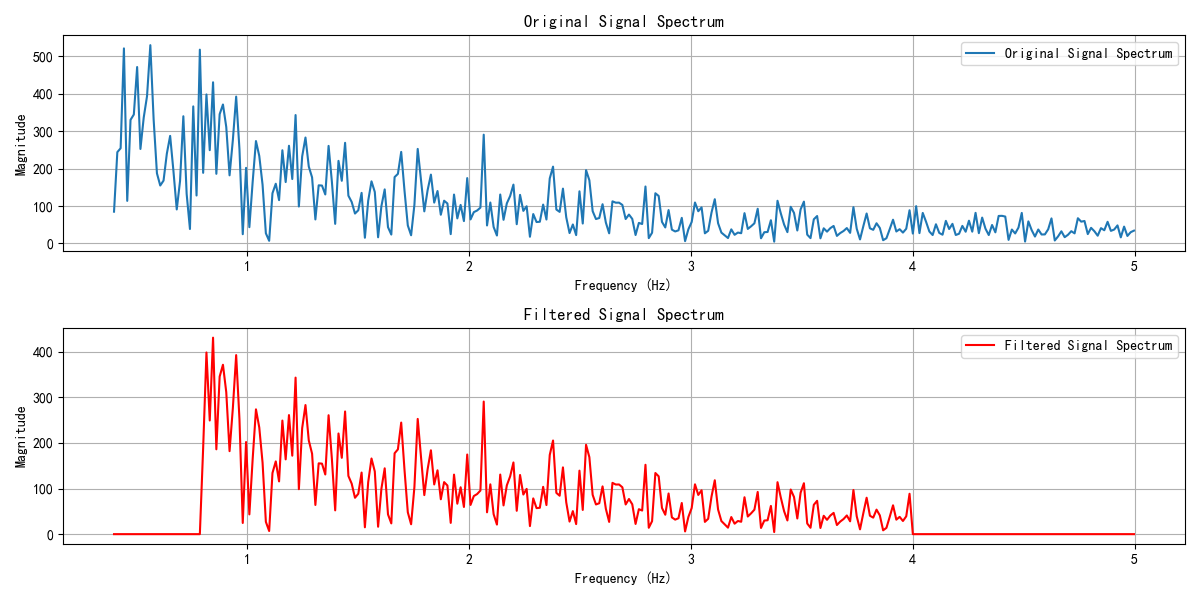 Original Signal Spectrum
Original Signal Spectrum
Magnitude
500
400
300
200
100
0
1
2
3
4
5
Frequency (Hz)
Filtered Signal Spectrum
Filtered Signal Spectrum
Magnitude
400
300
200
100
0
1
2
3
4
5
Frequency (Hz)